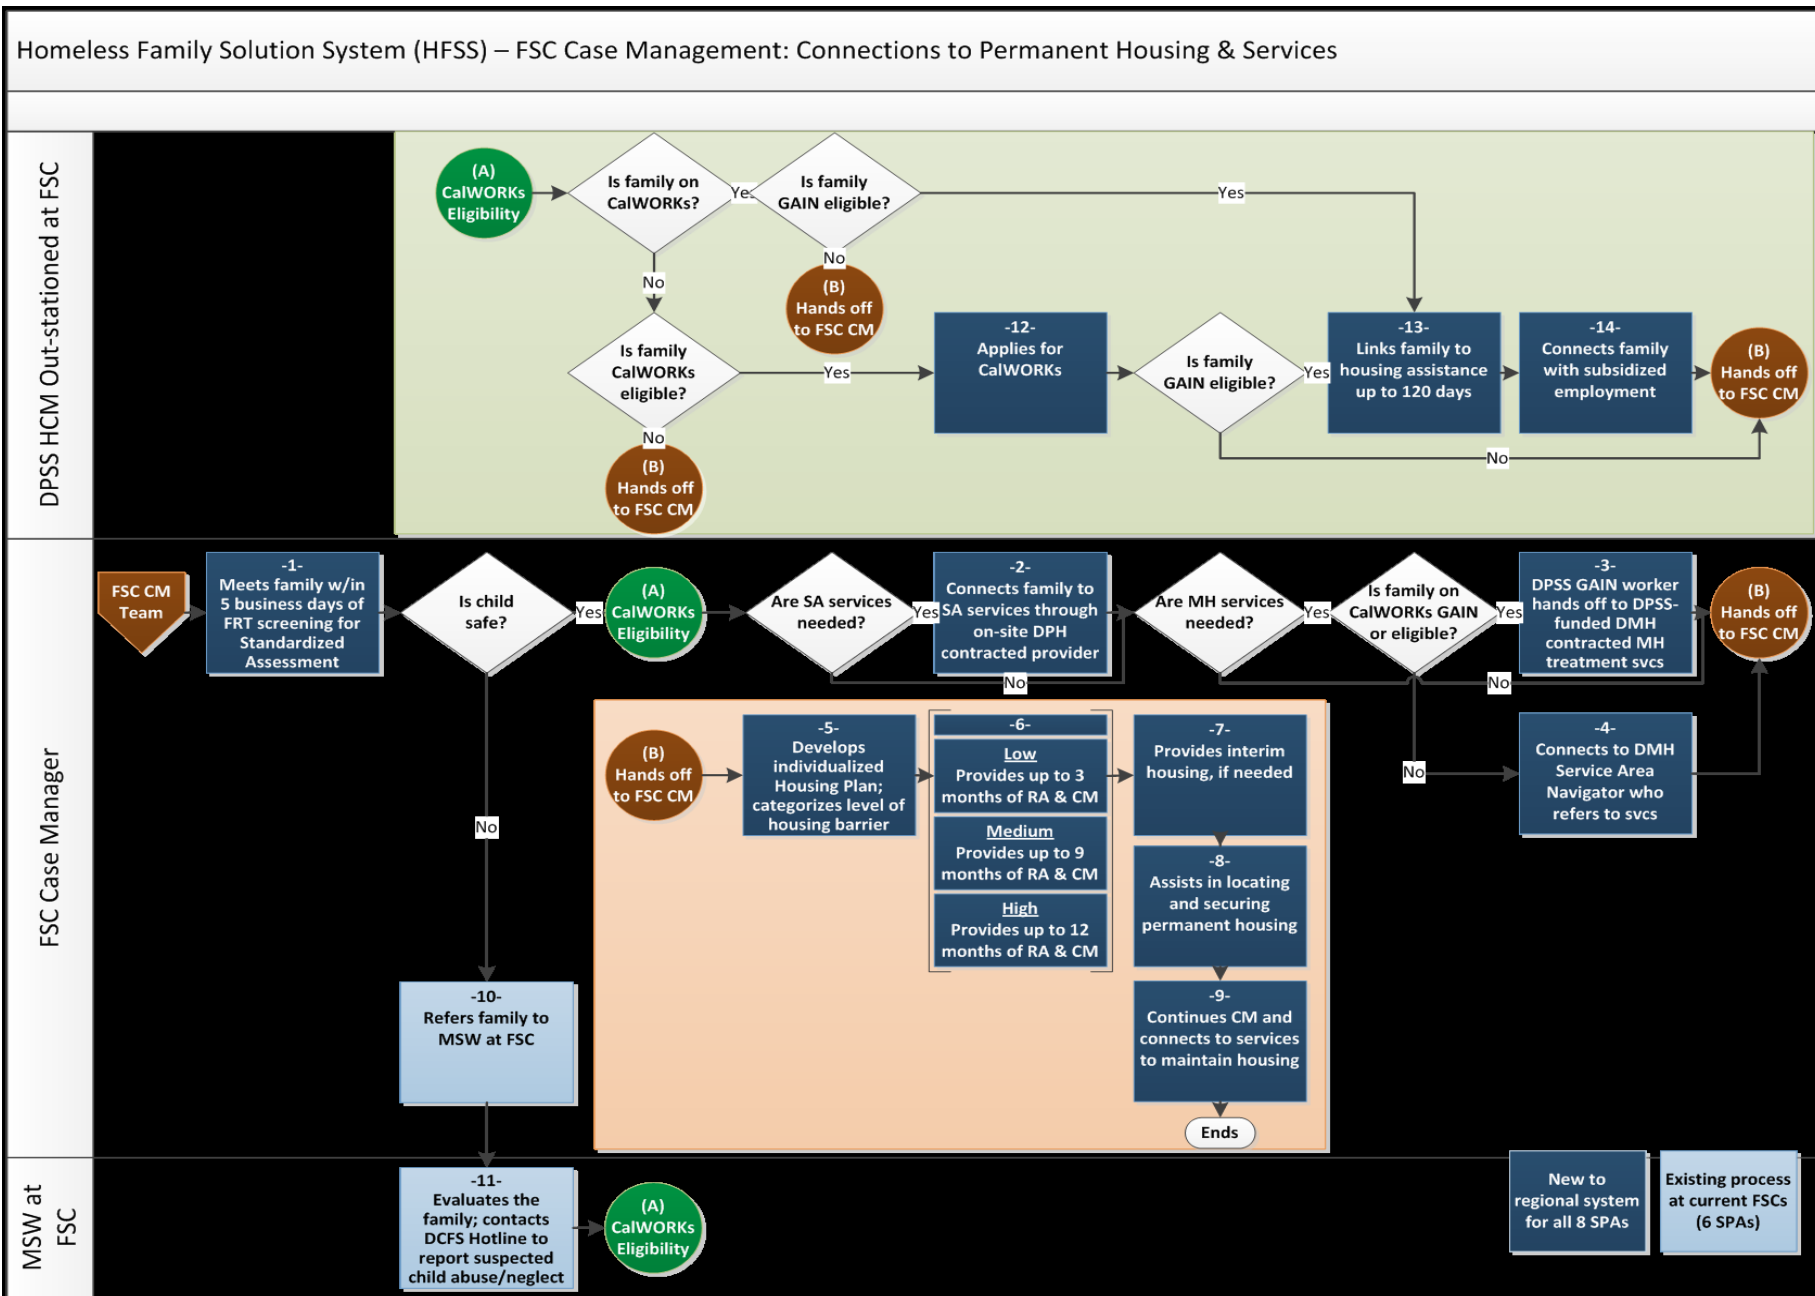 Homeless Family Solution System (HFSS) – FSC Case Management: Connections to Permanent Housing & Services
DPSS HCM Out-stationed at FSC
(A)
CalWORKs
Eligibility
Is family on
CalWORKs?
Yes
Is family
GAIN eligible?
Yes
No
No
(B)
Hands off
to FSC CM
Is family
CalWORKs
eligible?
Yes
-12-
Applies for
CalWORKs
Is family
GAIN eligible?
Yes
-13-
Links family to
housing assistance
up to 120 days
-14-
Connects family
with subsidized
employment
(B)
Hands off
to FSC CM
No
No
(B)
Hands off
to FSC CM
FSC Case Manager
FSC CM
Team
-1-
Meets family w/in
5 business days of
FRT screening for
Standardized
Assessment
Is child
safe?
Yes
(A)
CalWORKs
Eligibility
Are SA services
needed?
Yes
-2-
Connects family to
SA services through
on-site DPH
contracted provider
No
Are MH services
needed?
Yes
Is family on
CalWORKs GAIN
or eligible?
Yes
-3-
DPSS GAIN worker
hands off to DPSS-
funded DMH
contracted MH
treatment svcs
(B)
Hands off
to FSC CM
No
No
-4-
Connects to DMH
Service Area
Navigator who
refers to svcs
(B)
Hands off
to FSC CM
-5-
Develops
individualized
Housing Plan;
categorizes level of
housing barrier
-6-
Low
Provides up to 3
months of RA & CM
Medium
Provides up to 9
months of RA & CM
High
Provides up to 12
months of RA & CM
-7-
Provides interim
housing, if needed
-8-
Assists in locating
and securing
permanent housing
-9-
Continues CM and
connects to services
to maintain housing
Ends
No
-10-
Refers family to
MSW at FSC
MSW at
FSC
-11-
Evaluates the
family; contacts
DCFS Hotline to
report suspected
child abuse/neglect
(A)
CalWORKs
Eligibility
New to
regional system
for all 8 SPAs
Existing process
at current FSCs
(6 SPAs)